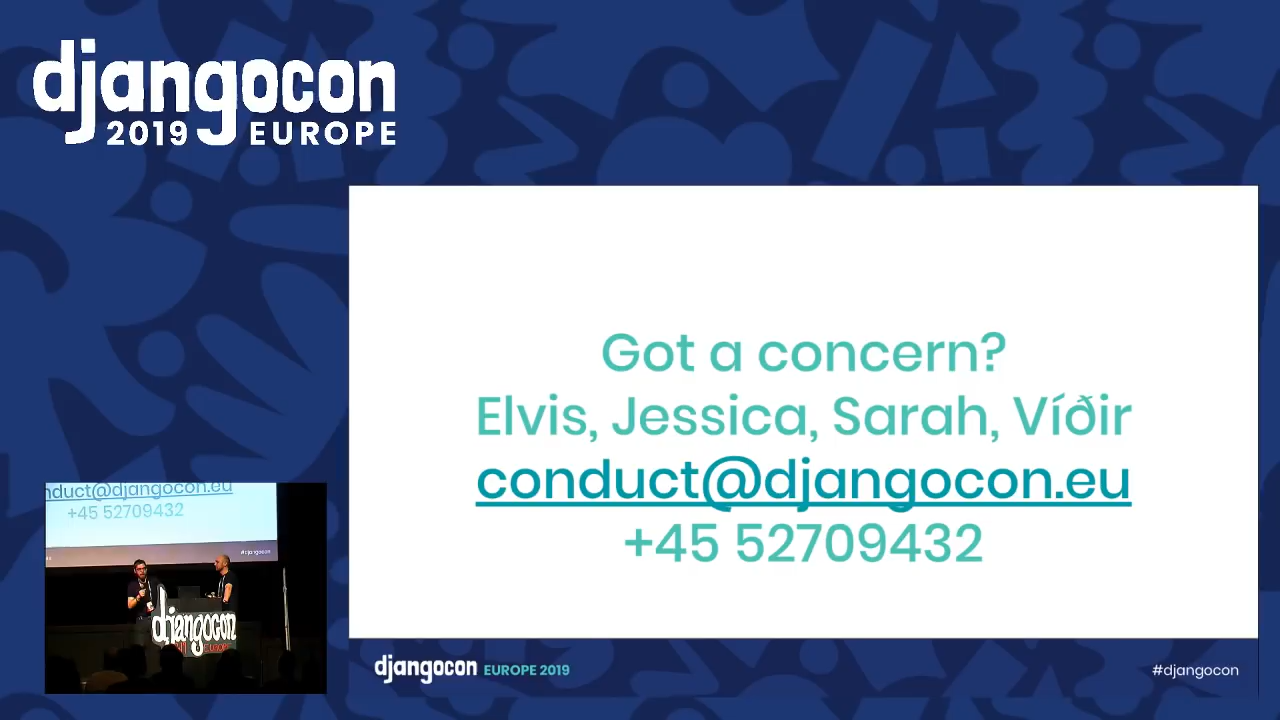 djangocon
2019 EUROPE
Got a concern?
Elvis, Jessica, Sarah, Víðir
conduct@djangocon.eu
+45 52709432
nduct@djangocon.eu
+45 52709432
#djangocon
djangocon
EUROPE
djangocon EUROPE 2019
#djangocon